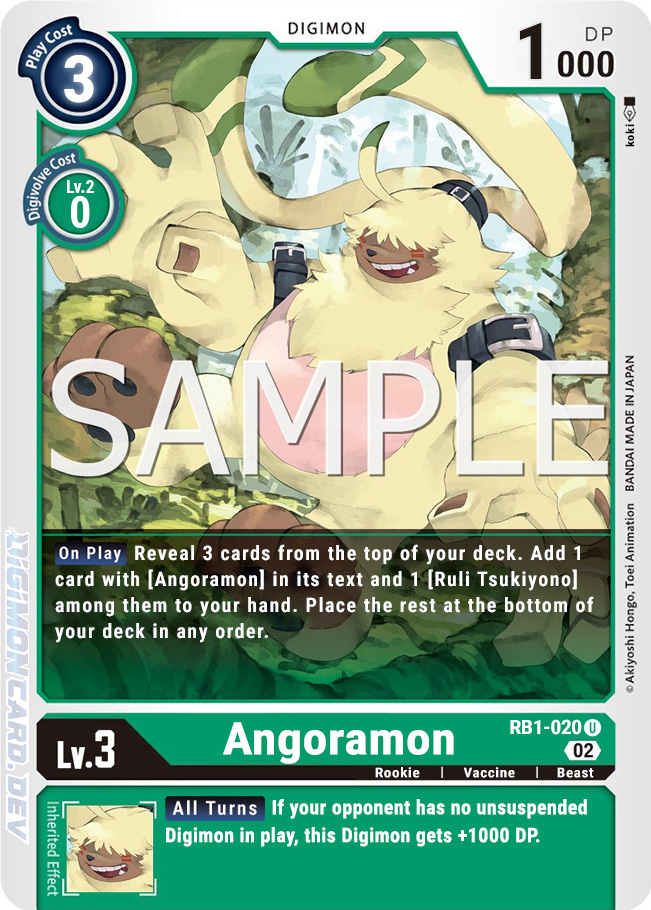 DIGIMON
Play Cost
3
DP
1000
koki
Digivolve Cost
Lv.2
0
SAMPLE
On Play Reveal 3 cards from the top of your deck. Add 1
card with [Angoramon] in its text and 1 [Ruli Tsukiyono]
among them to your hand. Place the rest at the bottom of
your deck in any order.
© Akiyoshi Hongo, Toei Animation BANDAI MADE IN JAPAN
DIGIMONCARD.DEV
Lv.3
Angoramon
RB1-020 U
02
Rookie | Vaccine | Beast
Inherited Effect
All Turns If your opponent has no unsuspended
Digimon in play, this Digimon gets +1000 DP.